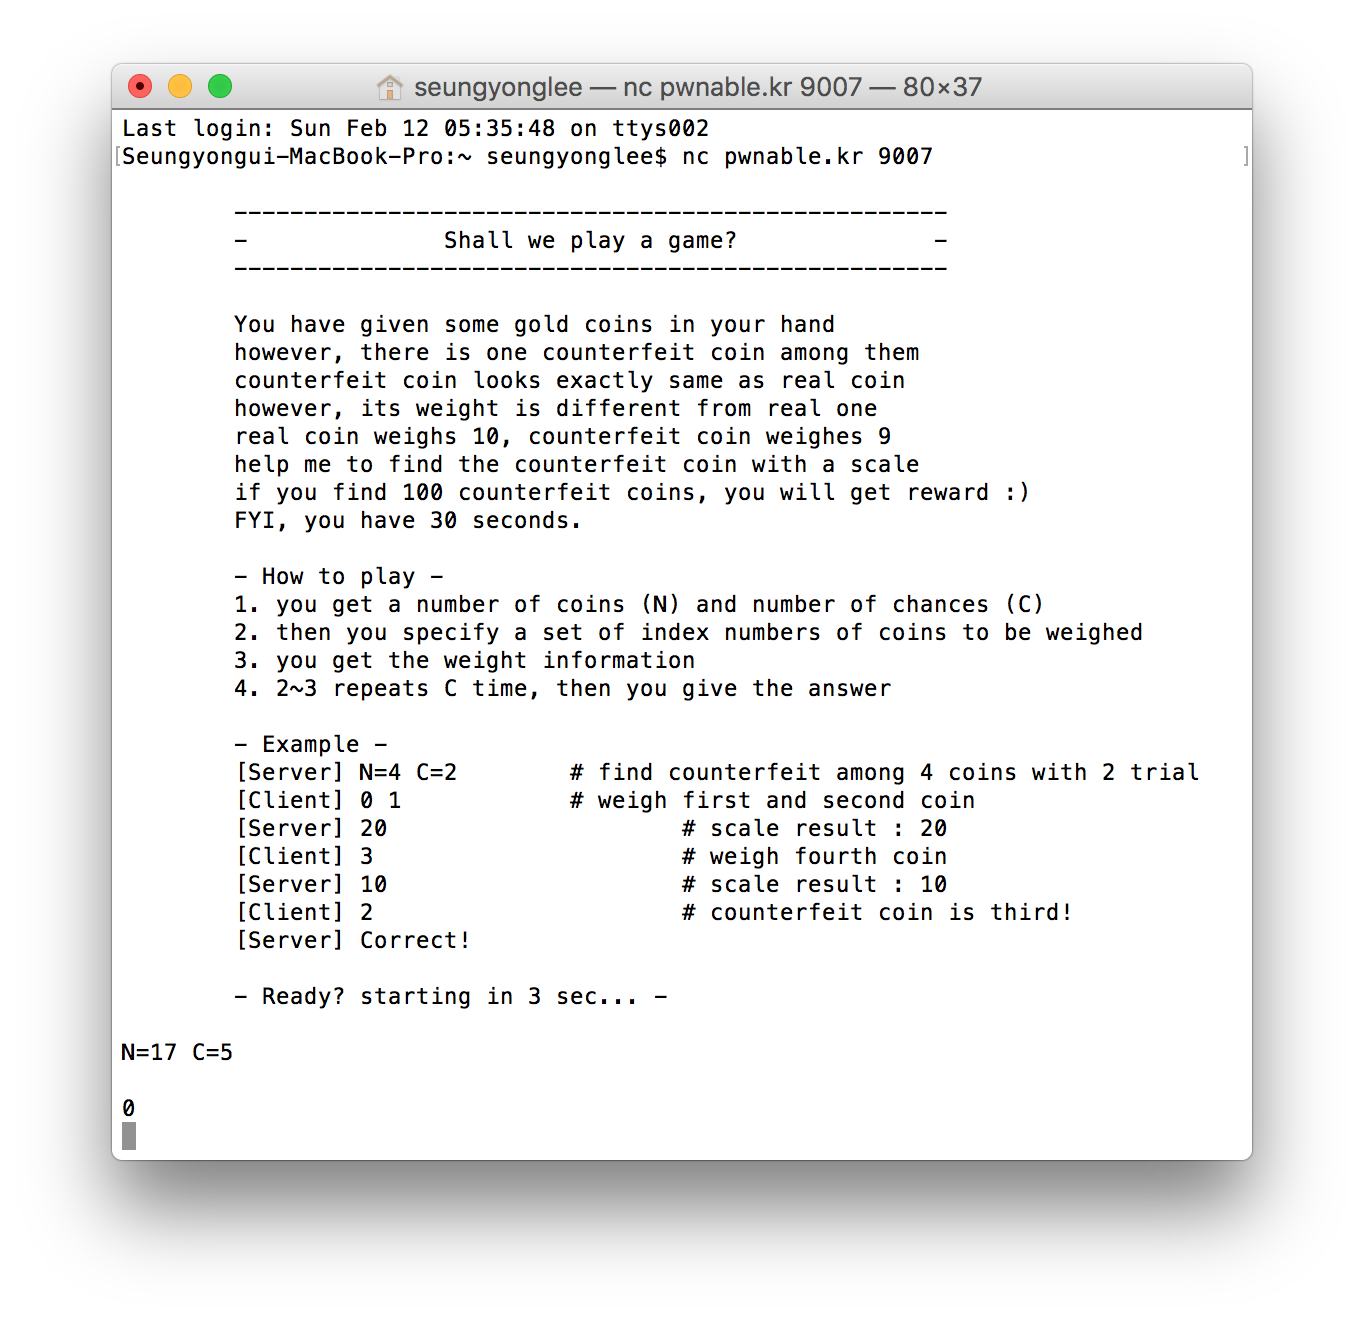 seungyonglee — nc pwnable.kr 9007 — 80×37
Last login: Sun Feb 12 05:35:48 on ttys002
[Seungyongui-MacBook-Pro:~ seungyonglee$ nc pwnable.kr 9007 ]
---------------------------------------------------
- Shall we play a game? -
---------------------------------------------------
You have given some gold coins in your hand
however, there is one counterfeit coin among them
counterfeit coin looks exactly same as real coin
however, its weight is different from real one
real coin weighs 10, counterfeit coin weighes 9
help me to find the counterfeit coin with a scale
if you find 100 counterfeit coins, you will get reward :)
FYI, you have 30 seconds.
- How to play -
1. you get a number of coins (N) and number of chances (C)
2. then you specify a set of index numbers of coins to be weighed
3. you get the weight information
4. 2~3 repeats C time, then you give the answer
- Example -
[Server] N=4 C=2 # find counterfeit among 4 coins with 2 trial
[Client] 0 1 # weigh first and second coin
[Server] 20 # scale result : 20
[Client] 3 # weigh fourth coin
[Server] 10 # scale result : 10
[Client] 2 # counterfeit coin is third!
[Server] Correct!
- Ready? starting in 3 sec... -
N=17 C=5
0